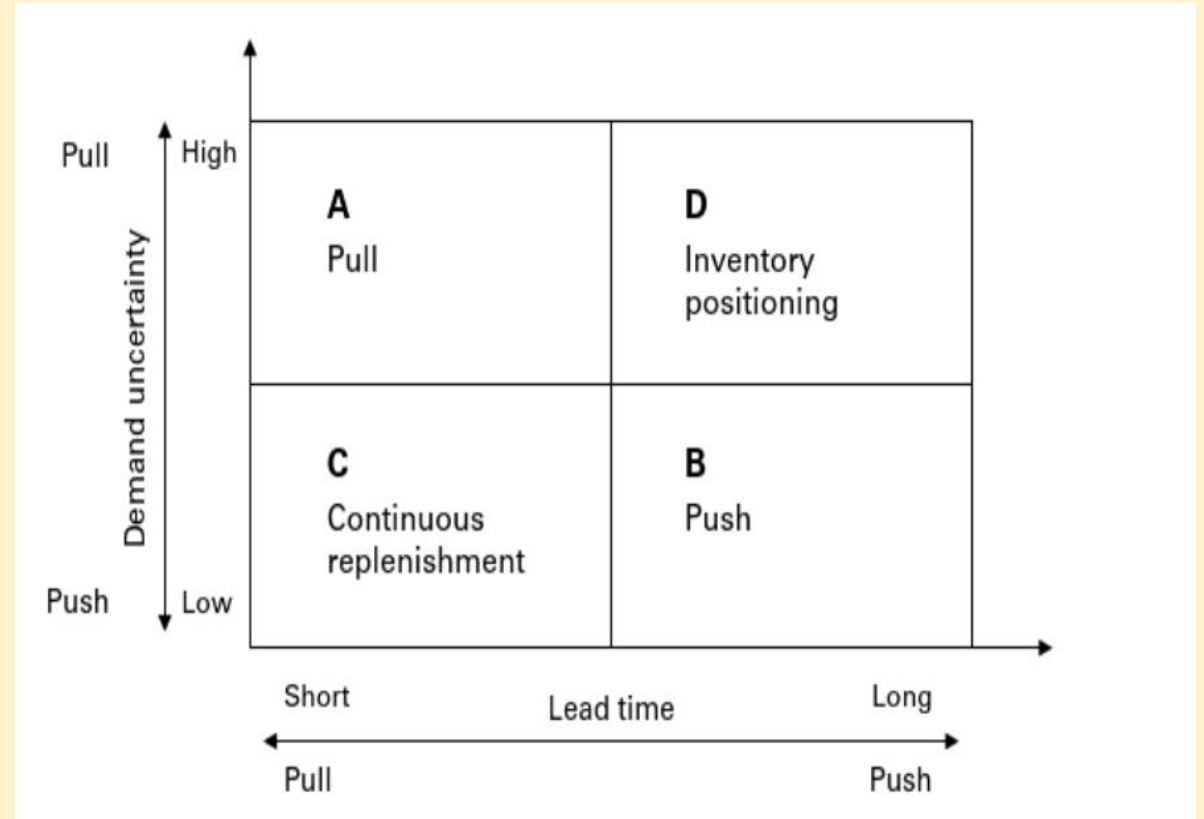 Pull
High
A
Pull
D
Inventory
positioning
Demand uncertainty
C
Continuous
replenishment
B
Push
Push
Low
Short
Lead time
Long
Pull
Push